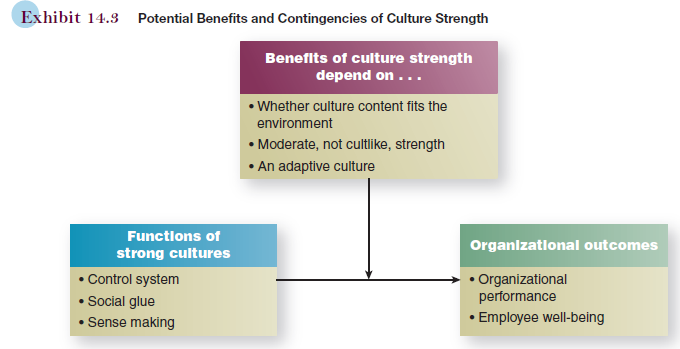 Exhibit 14.3 Potential Benefits and Contingencies of Culture Strength
Benefits of culture strength
depend on . . .
• Whether culture content fits the
environment
• Moderate, not cultlike, strength
• An adaptive culture
Functions of
strong cultures
• Control system
• Social glue
• Sense making
Organizational outcomes
• Organizational
performance
• Employee well-being